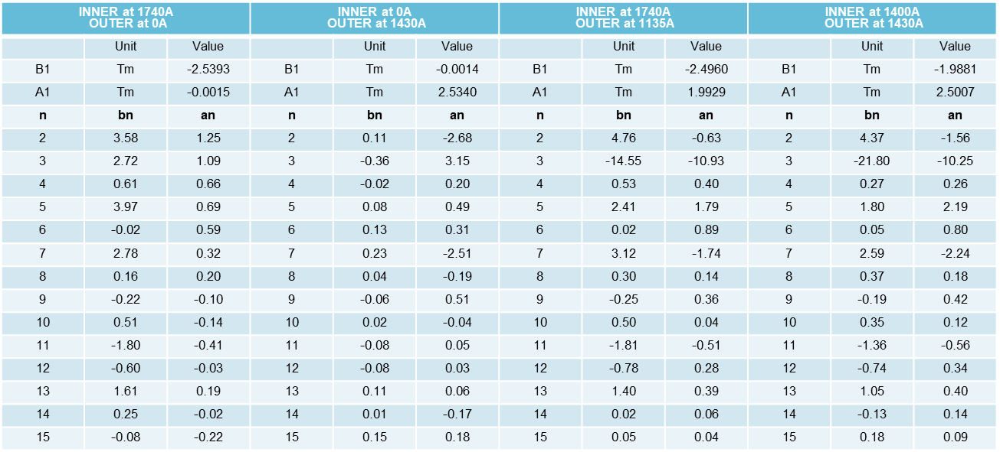 INNER at 1740A INNER at 0A INNER at 1740A INNER at 1400A
OUTER at 0A OUTER at 1430A OUTER at 1135A OUTER at 1430A
Unit Value Unit Value Unit Value Unit Value
B1 Tm -2.5393 B1 Tm -0.0014 B1 Tm -2.4960 B1 Tm -1.9881
A1 Tm -0.0015 A1 Tm 2.5340 A1 Tm 1.9929 A1 Tm 2.5007
n bn an n bn an n bn an n bn an
2 3.58 1.25 2 0.11 -2.68 2 4.76 -0.63 2 4.37 -1.56
3 2.72 1.09 3 -0.36 3.15 3 -14.55 -10.93 3 -21.80 -10.25
4 0.61 0.66 4 -0.02 0.20 4 0.53 0.40 4 0.27 0.26
5 3.97 0.69 5 0.08 0.49 5 2.41 1.79 5 1.80 2.19
6 -0.02 0.59 6 0.13 0.31 6 0.02 0.89 6 0.05 0.80
7 2.78 0.32 7 0.23 -2.51 7 3.12 -1.74 7 2.59 -2.24
8 0.16 0.20 8 0.04 -0.19 8 0.30 0.14 8 0.37 0.18
9 -0.22 -0.10 9 -0.06 0.51 9 -0.25 0.36 9 -0.19 0.42
10 0.51 -0.14 10 0.02 -0.04 10 0.50 0.04 10 0.35 0.12
11 -1.80 -0.41 11 -0.08 0.05 11 -1.81 -0.51 11 -1.36 -0.56
12 -0.60 -0.03 12 -0.08 0.03 12 -0.78 0.28 12 -0.74 0.34
13 1.61 0.19 13 0.11 0.06 13 1.40 0.39 13 1.05 0.40
14 0.25 -0.02 14 0.01 -0.17 14 0.02 0.06 14 -0.13 0.14
15 -0.08 -0.22 15 0.15 0.18 15 0.05 0.04 15 0.18 0.09